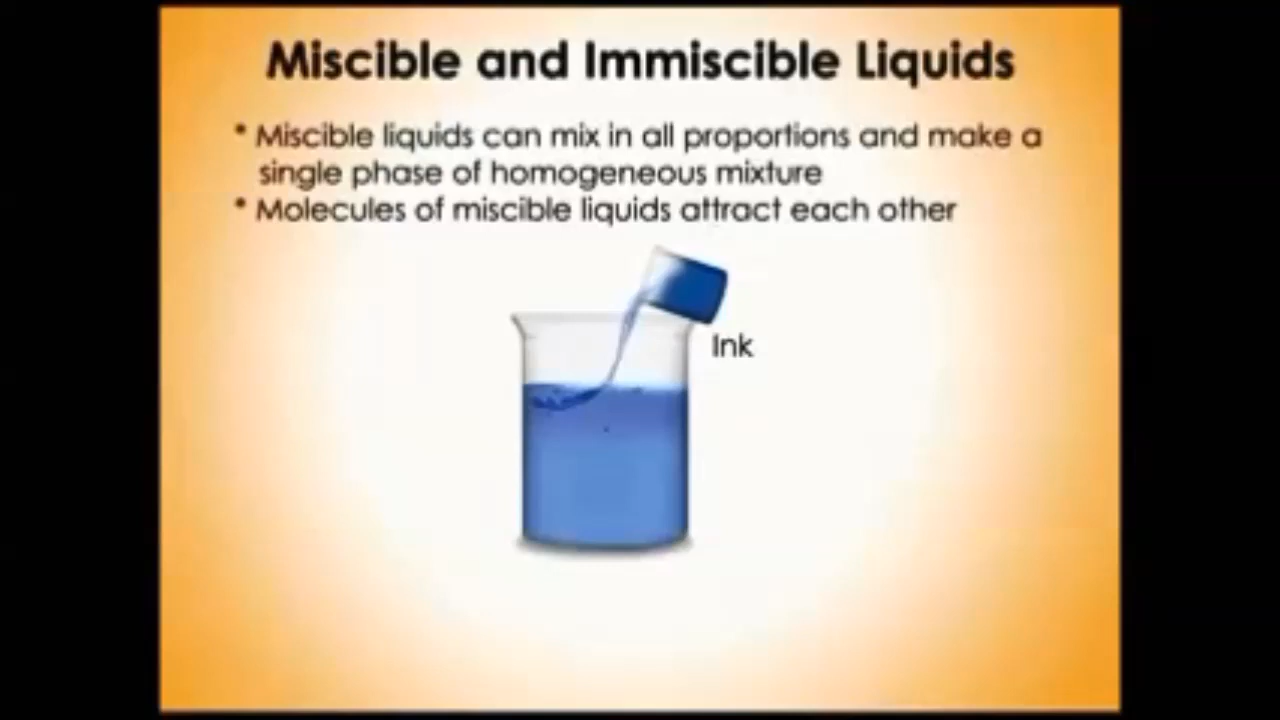 Miscible and Immiscible Liquids
* Miscible liquids can mix in all proportions and make a
single phase of homogeneous mixture
* Molecules of miscible liquids attract each other
Ink